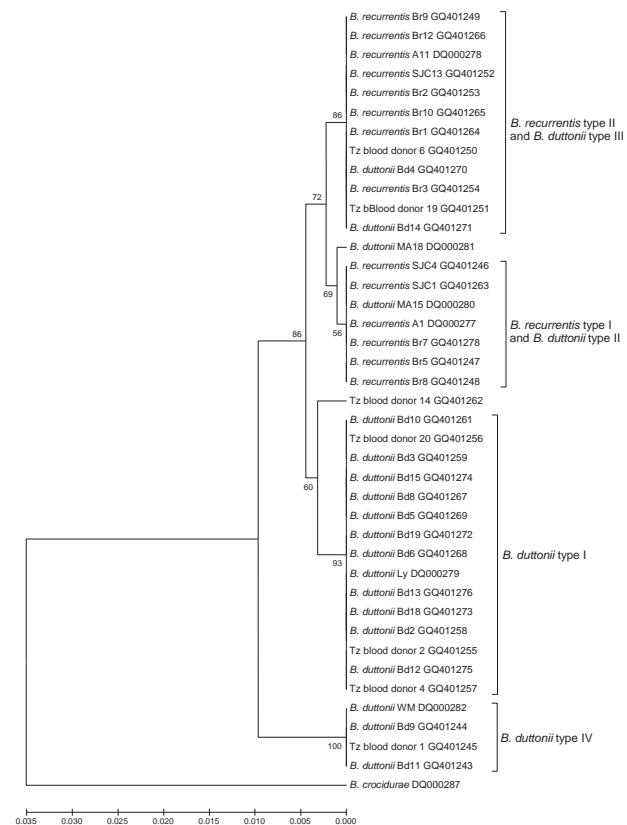 B. recurrentis Br9 GQ401249
B. recurrentis Br12 GQ401266
B. recurrentis A11 DQ000278
B. recurrentis SJC13 GQ401252
B. recurrentis Br2 GQ401253
B. recurrentis Br10 GQ401265
B. recurrentis Br1 GQ401264
Tz blood donor 6 GQ401250
B. duttonii Bd4 GQ401270
B. recurrentis Br3 GQ401254
Tz bBlood donor 19 GQ401251
B. duttonii Bd14 GQ401271
B. recurrentis type II
and B. duttonii type III
86
72
B. duttonii MA18 DQ000281
B. recurrentis SJC4 GQ401246
B. recurrentis SJC1 GQ401263
B. duttonii MA15 DQ000280
B. recurrentis A1 DQ000277
B. recurrentis Br7 GQ401278
B. recurrentis Br5 GQ401247
B. recurrentis Br8 GQ401248
B. recurrentis type I
and B. duttonii type II
69
56
86
Tz blood donor 14 GQ401262
B. duttonii Bd10 GQ401261
Tz blood donor 20 GQ401256
B. duttonii Bd3 GQ401259
B. duttonii Bd15 GQ401274
B. duttonii Bd8 GQ401267
B. duttonii Bd5 GQ401269
B. duttonii Bd19 GQ401272
B. duttonii Bd6 GQ401268
B. duttonii Ly DQ000279
B. duttonii Bd13 GQ401276
B. duttonii Bd18 GQ401273
B. duttonii Bd2 GQ401258
Tz blood donor 2 GQ401255
B. duttonii Bd12 GQ401275
Tz blood donor 4 GQ401257
B. duttonii type I
60
93
B. duttonii WM DQ000282
B. duttonii Bd9 GQ401244
Tz blood donor 1 GQ401245
B. duttonii Bd11 GQ401243
B. duttonii type IV
100
B. crocidurae DQ000287
0.035 0.030 0.025 0.020 0.015 0.010 0.005 0.000